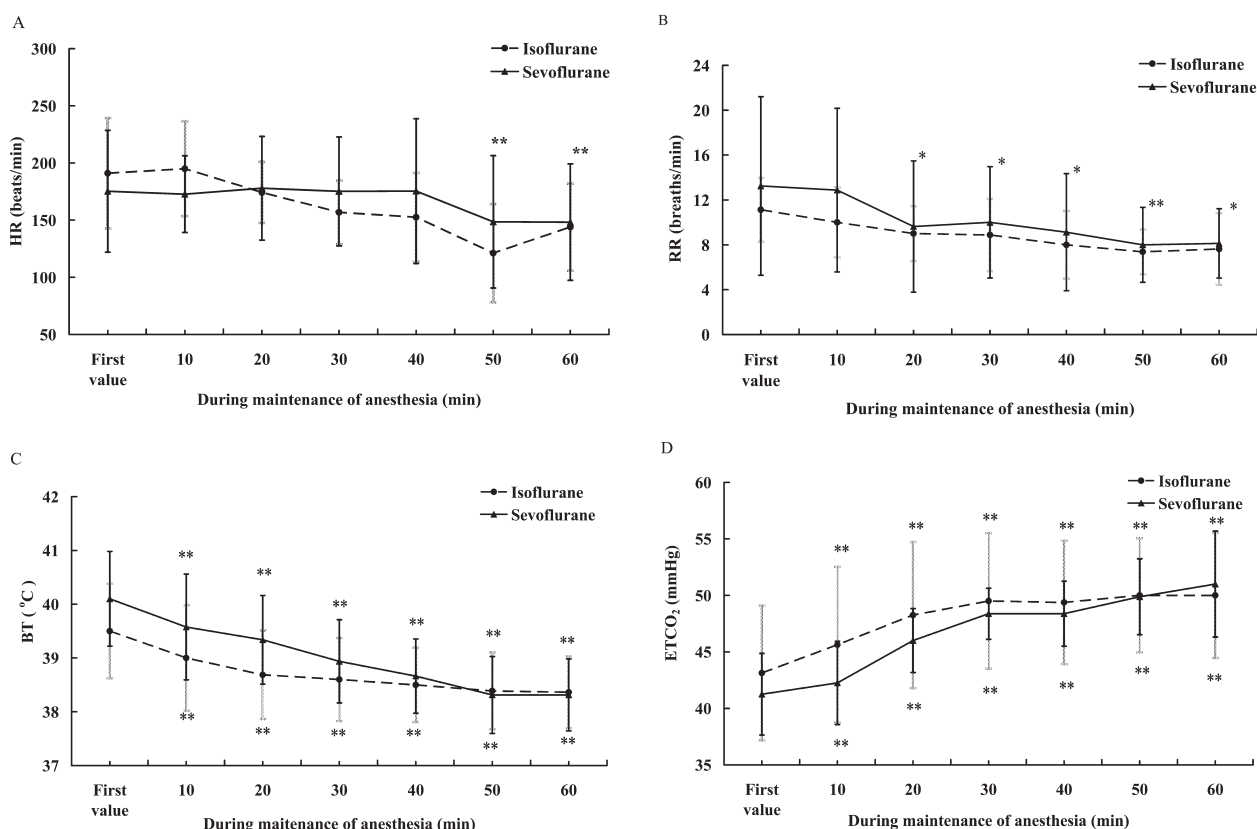 A
300
250
200
150
100
50
HR (beats/min)
Isoflurane
Sevoflurane
** **
First value 10 20 30 40 50 60
During maintenance of anesthesia (min)
B
24
20
16
12
8
4
0
RR (breaths/min)
Isoflurane
Sevoflurane
* * * ** *
First value 10 20 30 40 50 60
During maintenance of anesthesia (min)
C
42
41
40
39
38
37
BT ( °C )
Isoflurane
Sevoflurane
** ** ** ** ** **
** ** ** ** ** **
First value 10 20 30 40 50 60
During maitenance of anesthesia (min)
D
60
55
50
45
40
35
ETCO2 (mmHg)
Isoflurane
Sevoflurane
** ** ** ** ** **
** ** ** ** ** **
First value 10 20 30 40 50 60
During maintenance of anesthesia (min)